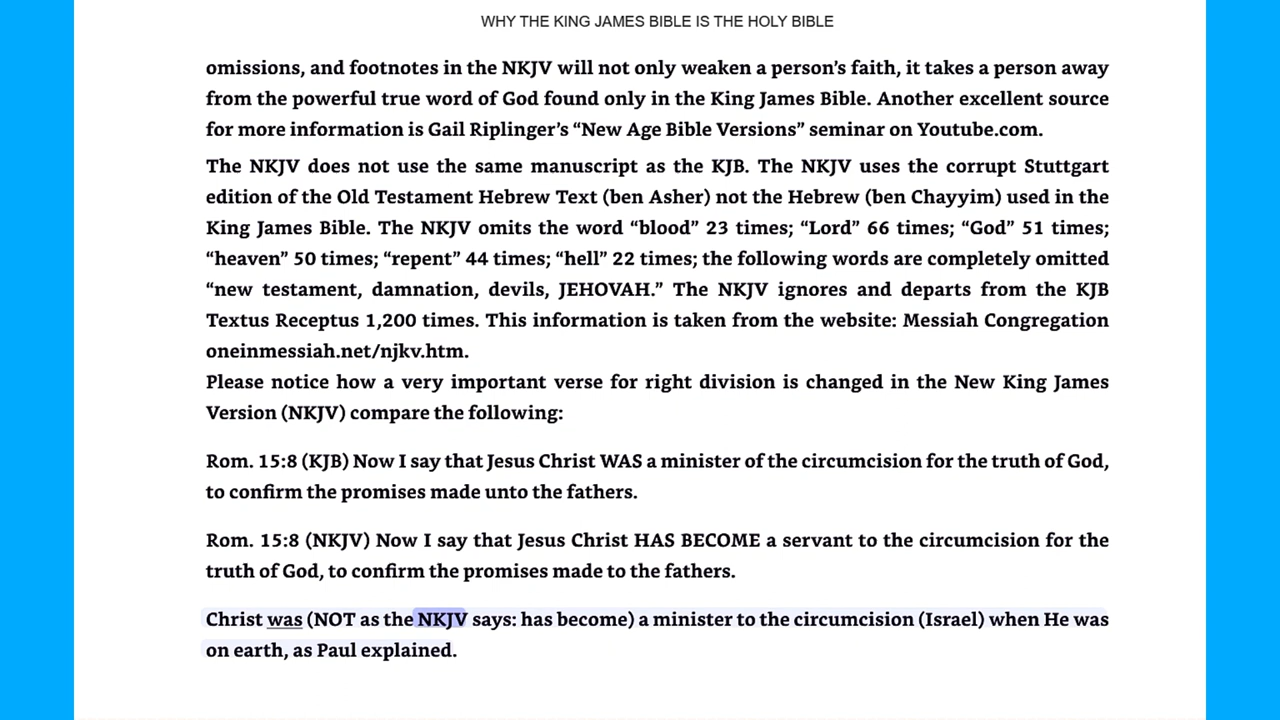 WHY THE KING JAMES BIBLE IS THE HOLY BIBLE
omissions, and footnotes in the NKJV will not only weaken a person’s faith, it takes a person away
from the powerful true word of God found only in the King James Bible. Another excellent source
for more information is Gail Riplinger’s “New Age Bible Versions” seminar on Youtube.com.
The NKJV does not use the same manuscript as the KJB. The NKJV uses the corrupt Stuttgart
edition of the Old Testament Hebrew Text (ben Asher) not the Hebrew (ben Chayyim) used in the
King James Bible. The NKJV omits the word “blood” 23 times; “Lord” 66 times; “God” 51 times;
“heaven” 50 times; “repent” 44 times; “hell” 22 times; the following words are completely omitted
“new testament, damnation, devils, JEHOVAH.” The NKJV ignores and departs from the KJB
Textus Receptus 1,200 times. This information is taken from the website: Messiah Congregation
oneinmessiah.net/njkv.htm.
Please notice how a very important verse for right division is changed in the New King James
Version (NKJV) compare the following:
Rom. 15:8 (KJB) Now I say that Jesus Christ WAS a minister of the circumcision for the truth of God,
to confirm the promises made unto the fathers.
Rom. 15:8 (NKJV) Now I say that Jesus Christ HAS BECOME a servant to the circumcision for the
truth of God, to confirm the promises made to the fathers.
Christ was (NOT as the NKJV says: has become) a minister to the circumcision (Israel) when He was
on earth, as Paul explained.